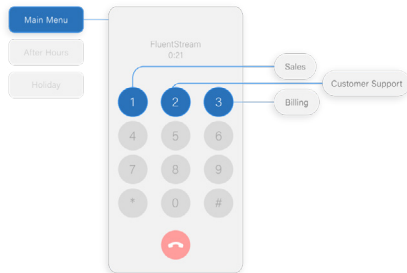 Main Menu
After Hours
Holiday
FluentStream
0:21
Sales
Customer Support
Billing
1 2 3
4 5 6
7 8 9
* 0 #